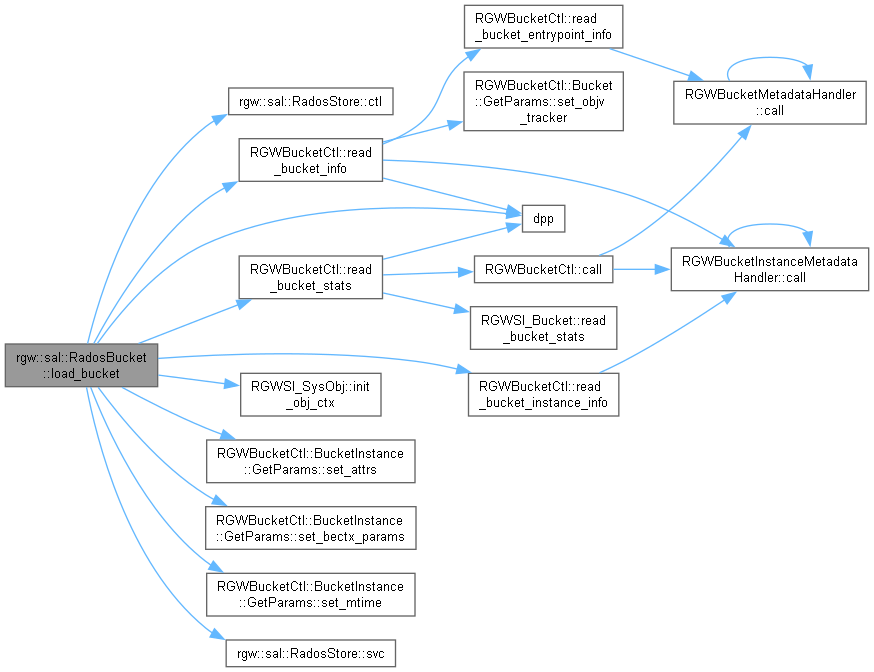 RGWBucketCtl::read
_bucket_entrypoint_info
RGWBucketMetadataHandler
::call
rgw::sal::RadosStore::ctl
RGWBucketCtl::Bucket
::GetParams::set_objv
_tracker
RGWBucketCtl::read
_bucket_info
dpp
RGWBucketCtl::read
_bucket_stats
RGWBucketCtl::call
RGWBucketInstanceMetadata
Handler::call
RGWSI_Bucket::read
_bucket_stats
rgw::sal::RadosBucket
::load_bucket
RGWSI_SysObj::init
_obj_ctx
RGWBucketCtl::read
_bucket_instance_info
RGWBucketCtl::BucketInstance
::GetParams::set_attrs
RGWBucketCtl::BucketInstance
::GetParams::set_bectx_params
RGWBucketCtl::BucketInstance
::GetParams::set_mtime
rgw::sal::RadosStore::svc